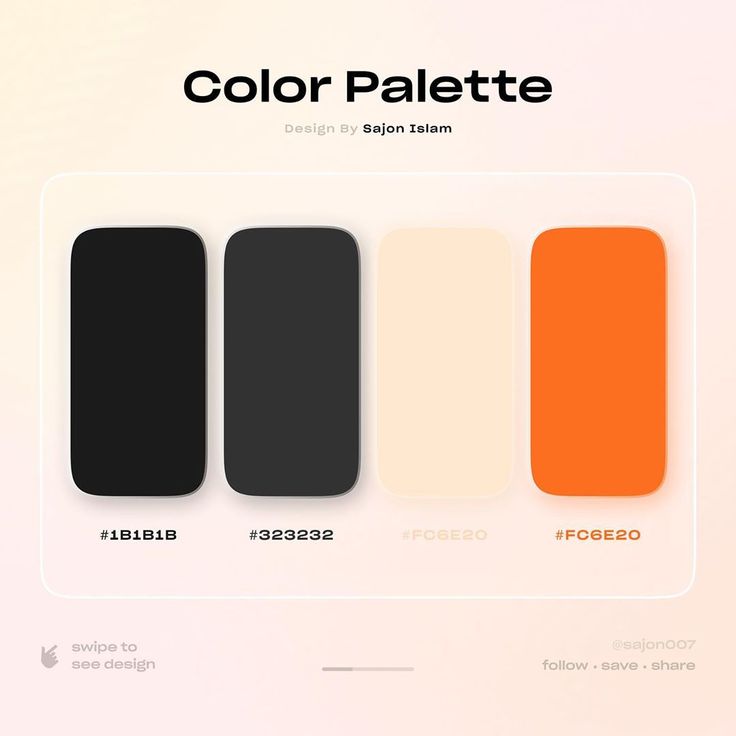 Color Palette
Design By Sajon Islam
#1B1B1B
#323232
#FC6E20
#FC6E20
swipe to
see design
@sajon007
follow • save • share